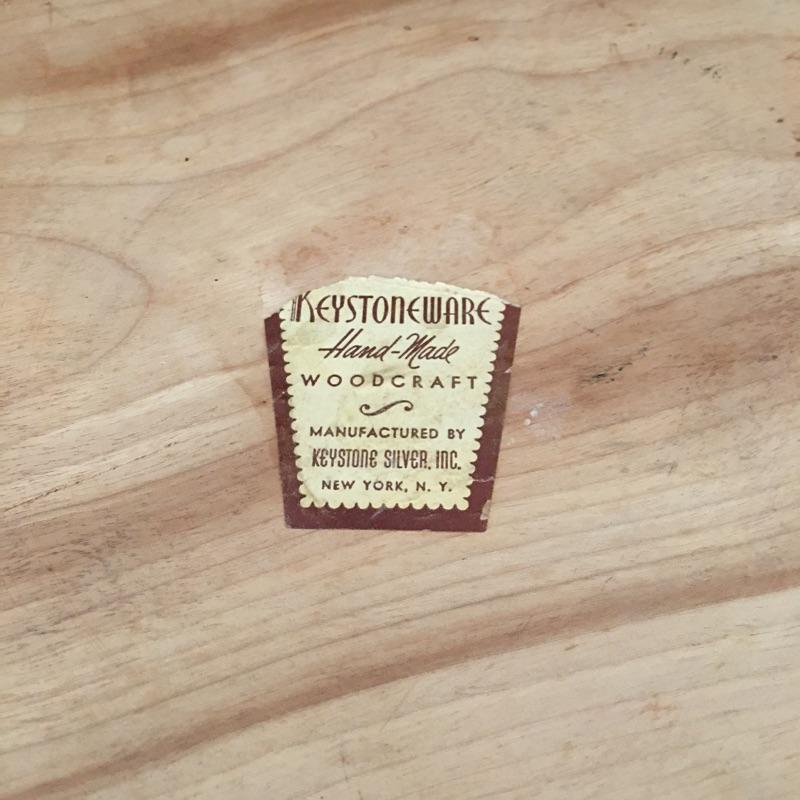 KEYSTONEWARE
Hand-Made
WOODCRAFT
MANUFACTURED BY
KEYSTONE SILVER, INC.
NEW YORK, N. Y.